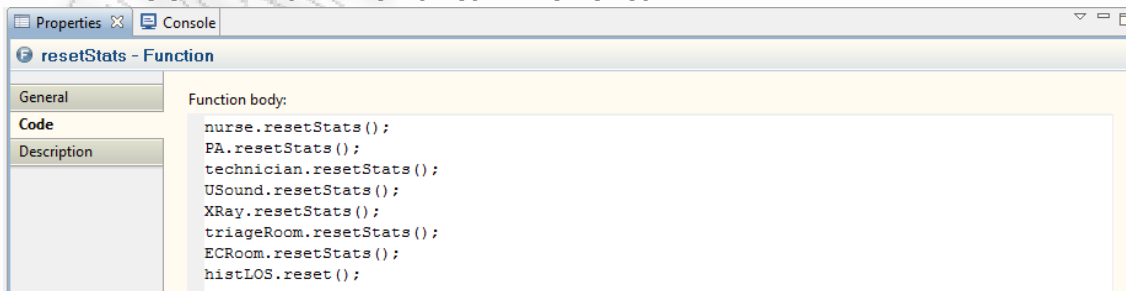 Properties Console
resetStats - Function
General
Function body:
Code
Description
nurse.resetStats();
PA.resetStats();
technician.resetStats();
USound.resetStats();
XRay.resetStats();
triageRoom.resetStats();
ECRoom.resetStats();
histLOS.reset();